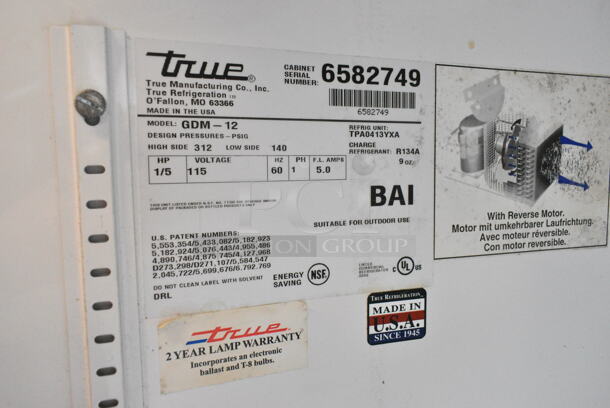 true®
True Manufacturing Co., Inc.
True Refrigeration TM
O'Fallon, MO 63366
MADE IN THE USA
CABINET SERIAL NUMBER: 6582749
6582749
MODEL: GDM-12
DESIGN PRESSURES - PSIG
HIGH SIDE 312 LOW SIDE 140
REFRIG UNIT: TPA0413YXA
CHARGE
REFRIGERANT: R134A
9 oz.
HP VOLTAGE HZ PH F.L. AMPS
1/5 115 60 1 5.0
BAI
SUITABLE FOR OUTDOOR USE
U.S. PATENT NUMBERS:
5,553,354/5,433,082/5,182,923
5,182,924/5,076,443/4,955,486
4,890,746/4,875,745/4,127,968
D273,298/D271,107/5,584,547
2,045,722/5,699,676/6,792,769
DO NOT CLEAN LABEL WITH SOLVENT
DRL
ENERGY SAVING
NSF
C UL US
With Reverse Motor.
Motor mit umkehrbarer Laufrichtung.
Avec moteur réversible.
Con motor reversible.
true
2 YEAR LAMP WARRANTY
Incorporates an electronic
ballast and T-8 bulbs.
TRUE REFRIGERATION
MADE IN
U.S.A.
SINCE 1945